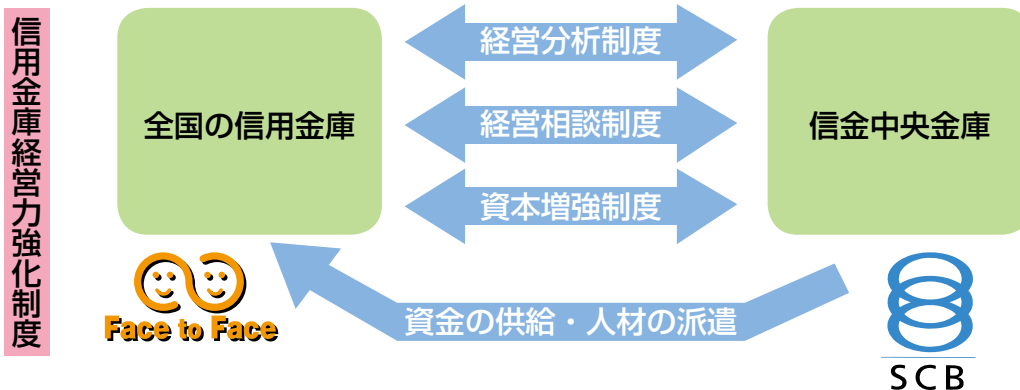 信用金庫経営力強化制度
全国の信用金庫
経営分析制度
経営相談制度
資本増強制度
信金中央金庫
資金の供給・人材の派遣
Face to Face
SCB